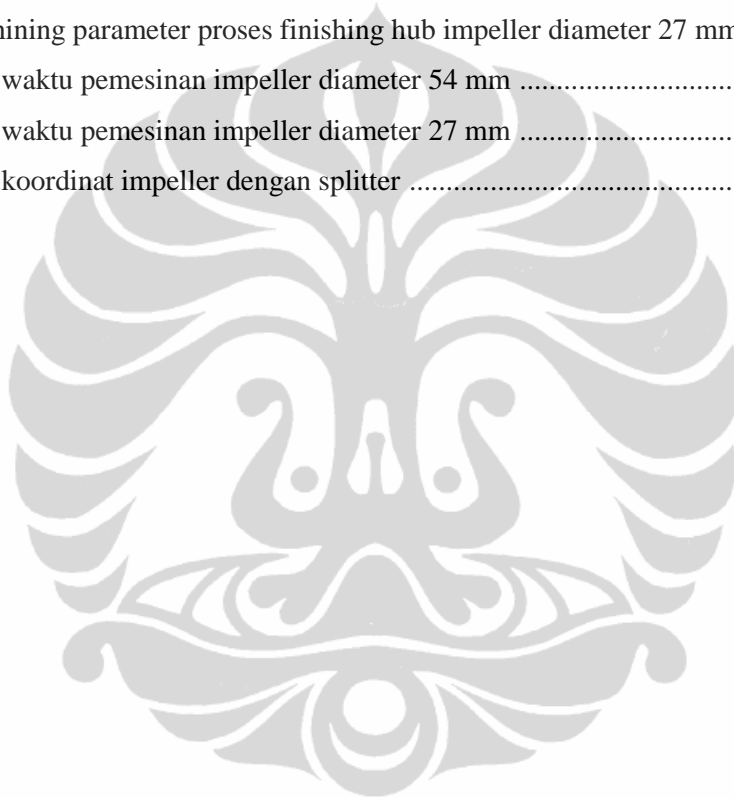 parameter proses finishing hub impeller diameter 27 mm
waktu pemesinan impeller diameter 54 mm ..............................
waktu pemesinan impeller diameter 27 mm ..............................
koordinat impeller dengan splitter .............................................